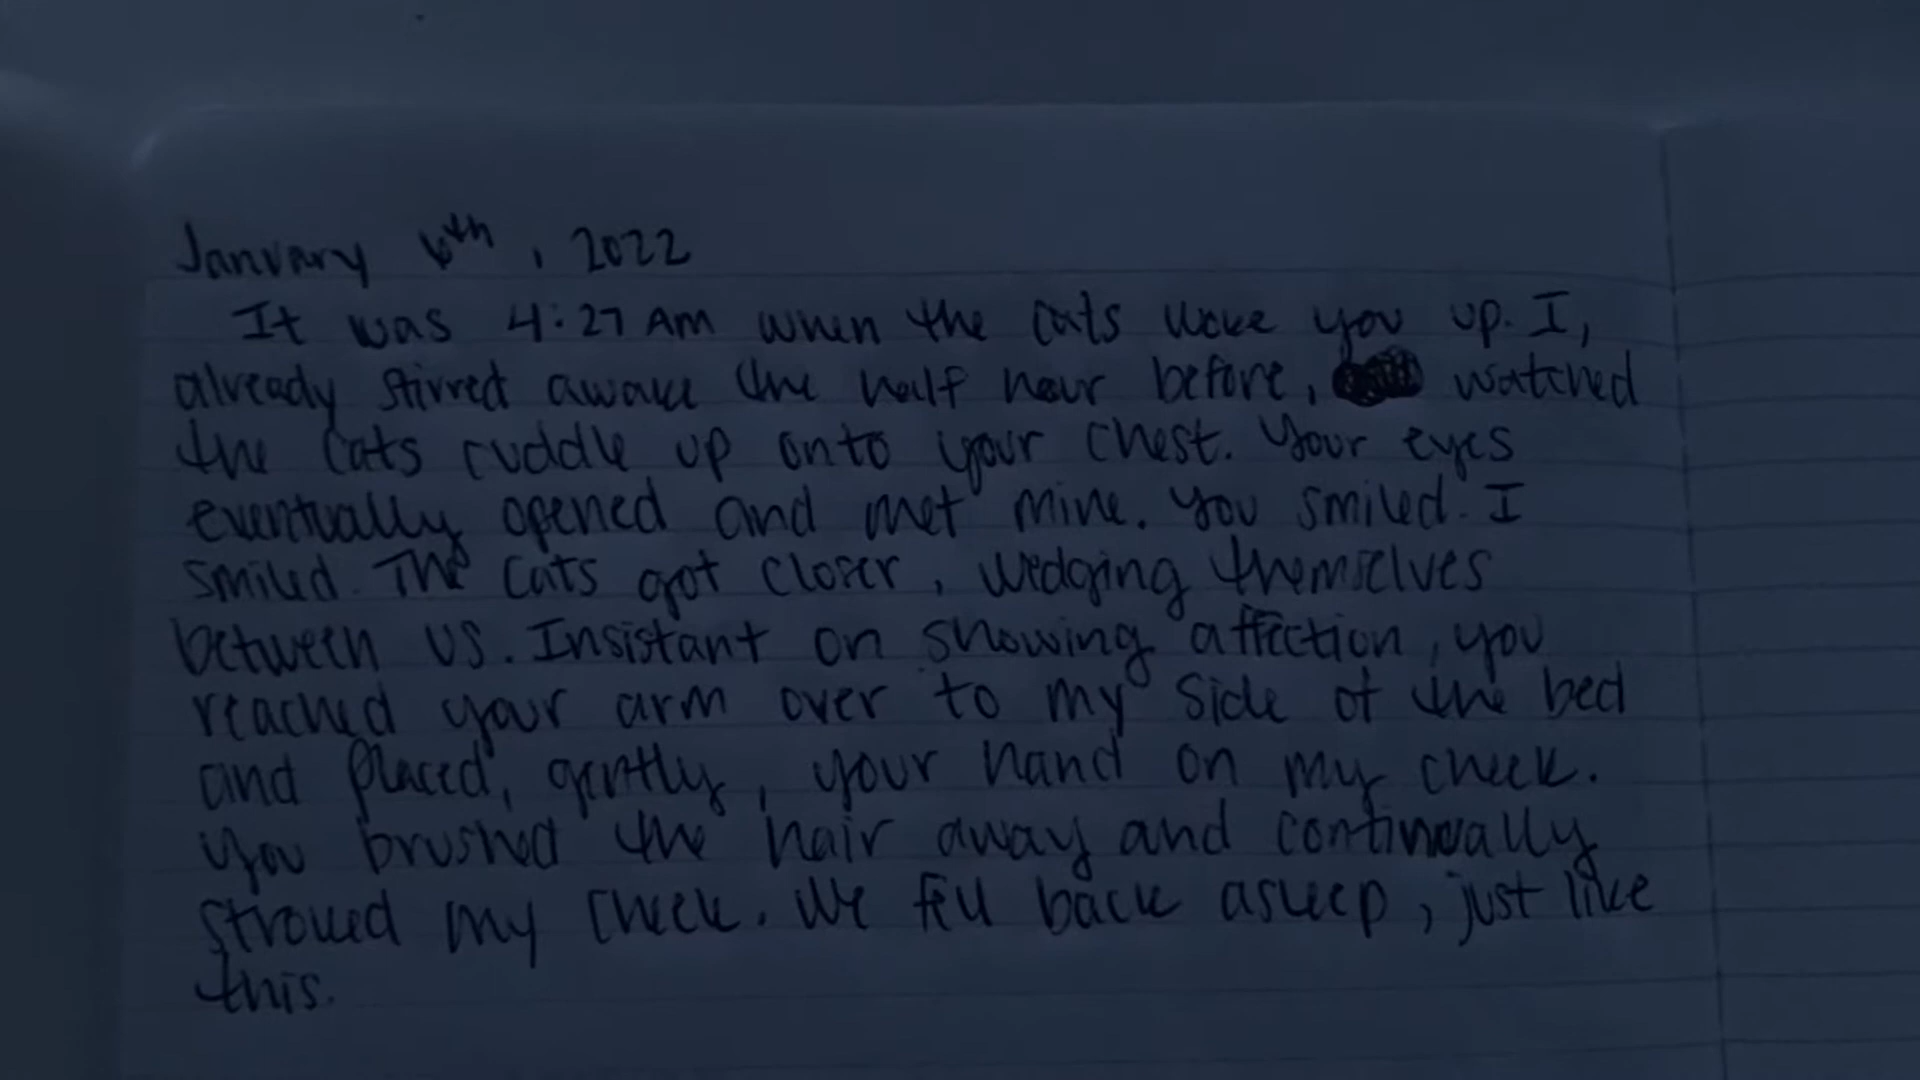 January 6th, 2022
It was 4:27 AM when the cats woke you up. I,
already stirred awake the half hour before, watched
the cats cuddle up onto your chest. Your eyes
eventually opened and met mine. You smiled. I
smiled. The cats got closer, wedging themselves
between us. Insistant on showing affection, you
reached your arm over to my side of the bed
and placed, gently, your hand on my cheek.
You brushed the hair away and continually
stroked my cheek. We fell back asleep, just like
this.